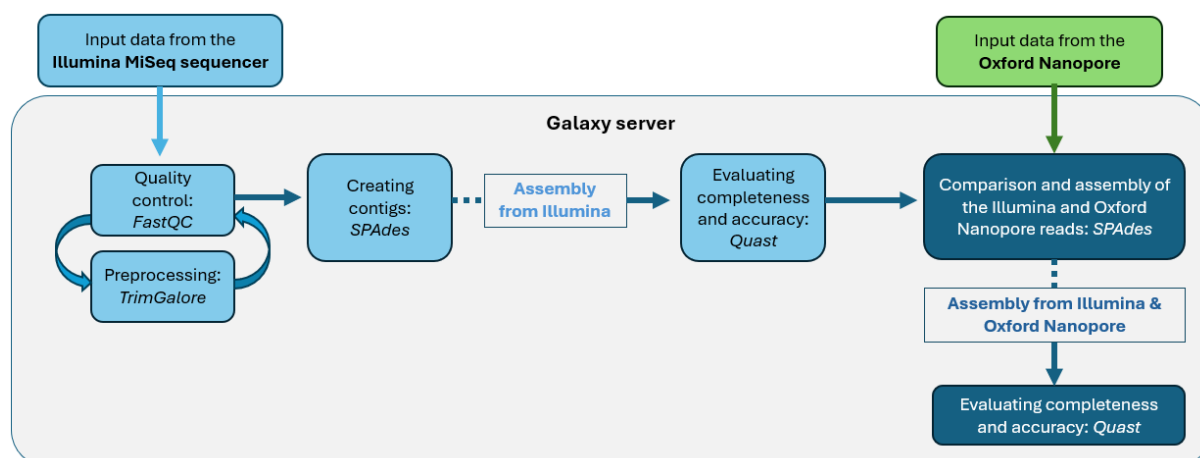 Input data from the
Illumina MiSeq sequencer
Input data from the
Oxford Nanopore
Galaxy server
Quality
control:
FastQC
Preprocessing:
TrimGalore
Creating
contigs:
SPAdes
Assembly
from Illumina
Evaluating
completeness
and accuracy:
Quast
Comparison and assembly of
the Illumina and Oxford
Nanopore reads: SPAdes
Assembly from Illumina &
Oxford Nanopore
Evaluating completeness
and accuracy: Quast